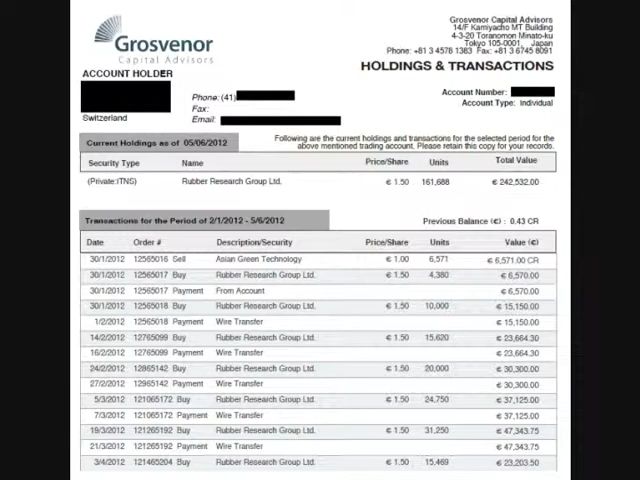 Grosvenor
Capital Advisors
Grosvenor Capital Advisors
14/F Kamiyacho MT Building
4-3-20 Toranomon Minato-ku
Tokyo 105-0001, Japan
Phone: +81 3 4578 1383 Fax: +81 3 6745 8091
HOLDINGS & TRANSACTIONS
ACCOUNT HOLDER
Switzerland
Phone: (41)
Fax:
Email:
Account Number:
Account Type: Individual
Current Holdings as of 05/06/2012
Following are the current holdings and transactions for the selected period for the
above mentioned trading account. Please retain this copy for your records.
Security Type Name Price/Share Units Total Value
(Private:ITNS) Rubber Research Group Ltd. € 1.50 161,688 € 242,532.00
Transactions for the Period of 2/1/2012 - 5/6/2012 Previous Balance (€) : 0.43 CR
Date Order # Description/Security Price/Share Units Value (€)
30/1/2012 12565016 Sell Asian Green Technology € 1.00 6,571 € 6,571.00 CR
30/1/2012 12565017 Buy Rubber Research Group Ltd. € 1.50 4,380 € 6,570.00
30/1/2012 12565017 Payment From Account € 6,570.00
30/1/2012 12565018 Buy Rubber Research Group Ltd. € 1.50 10,000 € 15,150.00
1/2/2012 12565018 Payment Wire Transfer € 15,150.00
14/2/2012 12765099 Buy Rubber Research Group Ltd. € 1.50 15,620 € 23,664.30
16/2/2012 12765099 Payment Wire Transfer € 23,664.30
24/2/2012 12865142 Buy Rubber Research Group Ltd. € 1.50 20,000 € 30,300.00
27/2/2012 12965142 Payment Wire Transfer € 30,300.00
5/3/2012 121065172 Buy Rubber Research Group Ltd. € 1.50 24,750 € 37,125.00
7/3/2012 121065172 Payment Wire Transfer € 37,125.00
19/3/2012 121265192 Buy Rubber Research Group Ltd. € 1.50 31,250 € 47,343.75
21/3/2012 121265192 Payment Wire Transfer € 47,343.75
3/4/2012 121465204 Buy Rubber Research Group Ltd. € 1.50 15,469 € 23,203.50